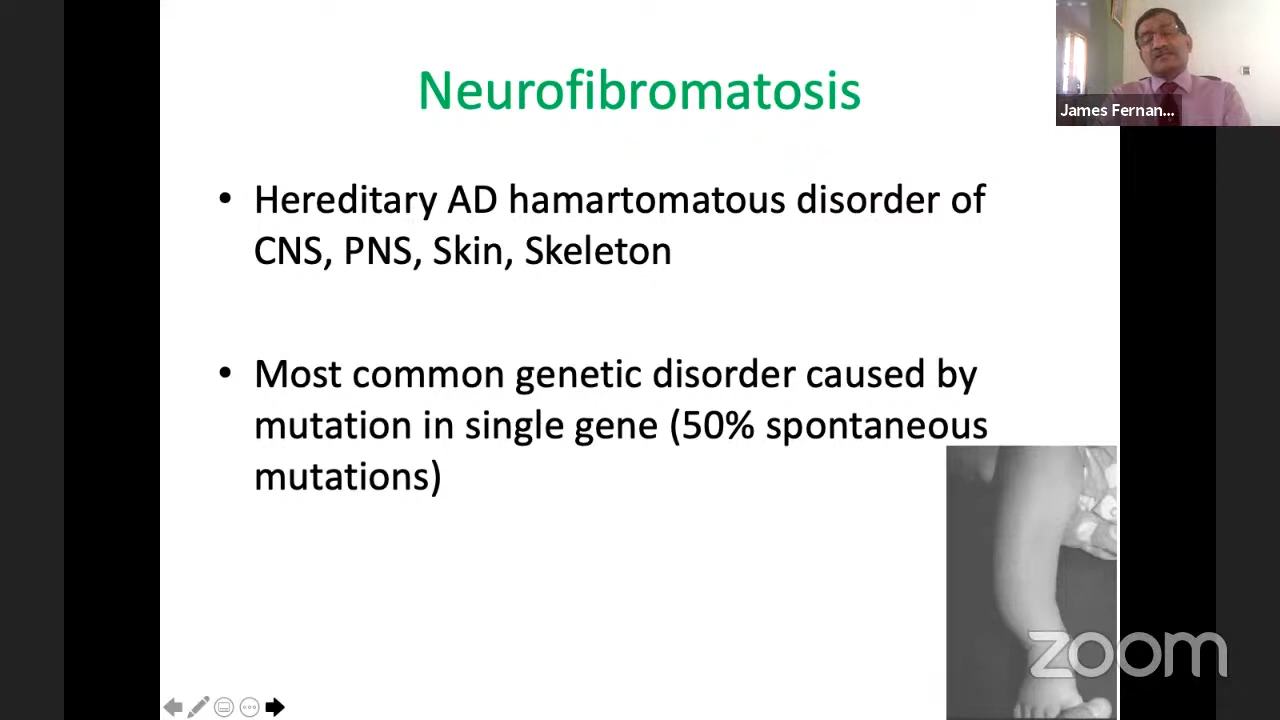 Neurofibromatosis
James Fernan...
• Hereditary AD hamartomatous disorder of
CNS, PNS, Skin, Skeleton
• Most common genetic disorder caused by
mutation in single gene (50% spontaneous
mutations)
zoom